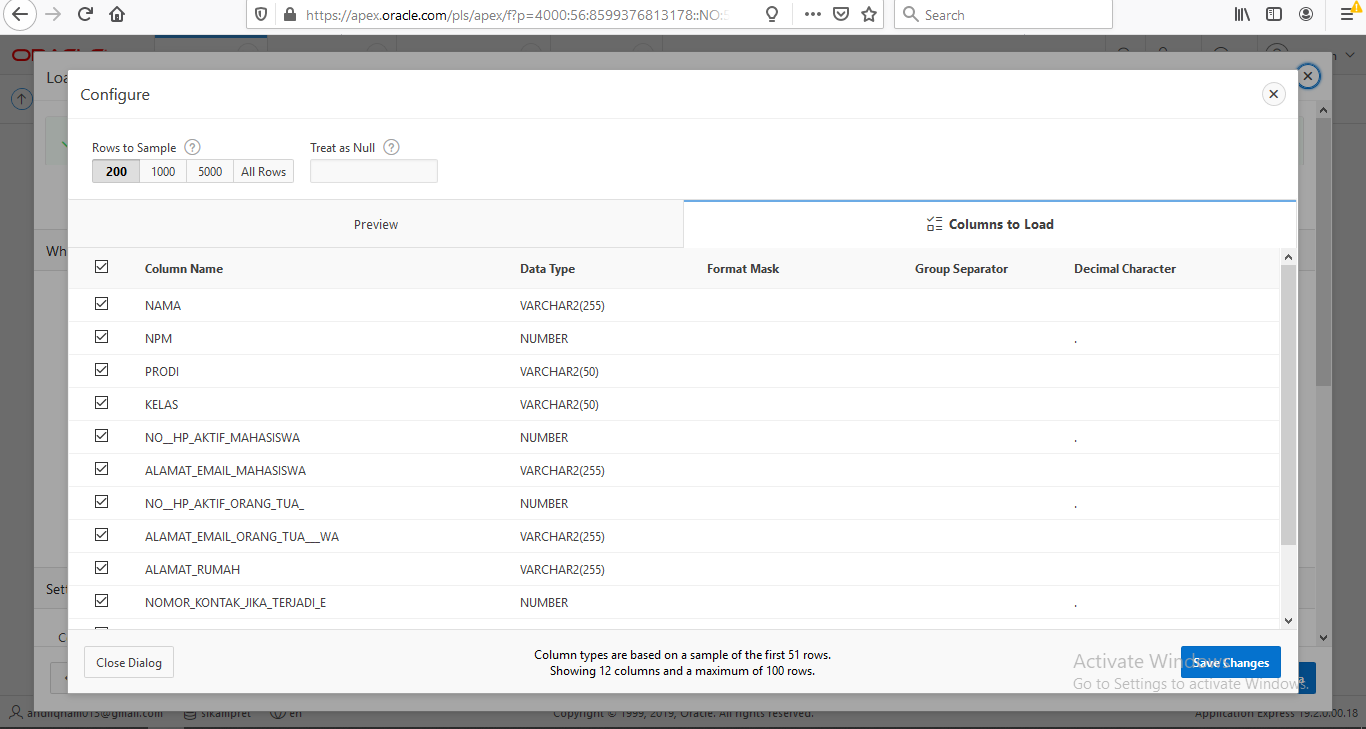 https://apex.oracle.com/pls/apex/f?p=4000:56:8599376813178::NO:
Search
Configure
Rows to Sample ? Treat as Null ?
200 1000 5000 All Rows
Preview Columns to Load
Column Name Data Type Format Mask Group Separator Decimal Character
NAMA VARCHAR2(255)
NPM NUMBER .
PRODI VARCHAR2(50)
KELAS VARCHAR2(50)
NO__HP_AKTIF_MAHASISWA NUMBER .
ALAMAT_EMAIL_MAHASISWA VARCHAR2(255)
NO__HP_AKTIF_ORANG_TUA_ NUMBER .
ALAMAT_EMAIL_ORANG_TUA___WA VARCHAR2(255)
ALAMAT_RUMAH VARCHAR2(255)
NOMOR_KONTAK_JIKA_TERJADI_E NUMBER .
Close Dialog
Column types are based on a sample of the first 51 rows.
Showing 12 columns and a maximum of 100 rows.
Save Changes
Activate Windows
Go to Settings to activate Windows.
sikampret
en
Copyright © 1999, 2019, Oracle. All rights reserved.
Application Express 19.2.0.00.18